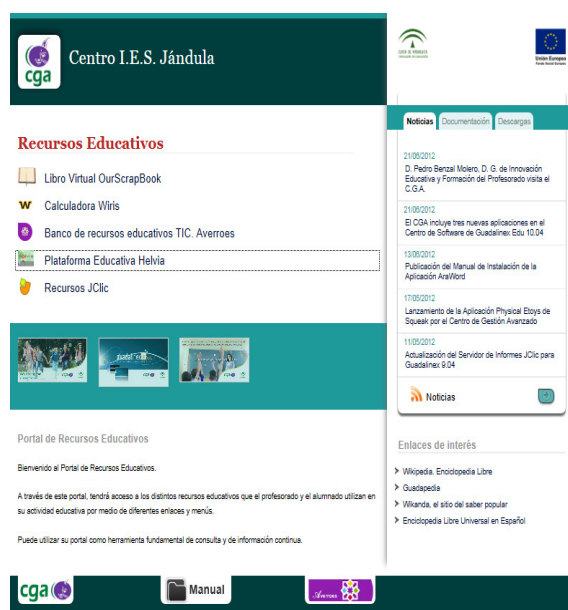 cga
Centro I.E.S. Jándula
Unión Europea
Fondo Social Europeo
Noticias Documentación Descargas
Recursos Educativos
Libro Virtual OurScrapBook
Calculadora Wiris
Banco de recursos educativos TIC. Averroes
Plataforma Educativa Helvia
Recursos JClic
21/05/2012
D. Pedro Benzal Molero, D. G. de Innovación
Educativa y Formación del Profesorado visita el
C.G.A.
21/05/2012
El CGA incluye tres nuevas aplicaciones en el
Centro de Software de Guadalinex Edu 10.04
13/05/2012
Publicación del Manual de Instalación de la
Aplicación AraWord
17/05/2012
Lanzamiento de la Aplicación Physical Etoys de
Squeak por el Centro de Gestión Avanzado
11/05/2012
Actualización del Servidor de Informes JClic para
Guadalinex 9.04
Noticias
Portal de Recursos Educativos
Bienvenido al Portal de Recursos Educativos.
A través de este portal, tendrá acceso a los distintos recursos educativos que el profesorado y el alumnado utilizan en
su actividad educativa por medio de diferentes enlaces y menús.
Puede utilizar su portal como herramienta fundamental de consulta y de información continua.
Enlaces de interés
Wikipedia. Enciclopedia Libre
Guadapedia
Wikanda, el sitio del saber popular
Enciclopedia Libre Universal en Español
cga
Manual
Averroes